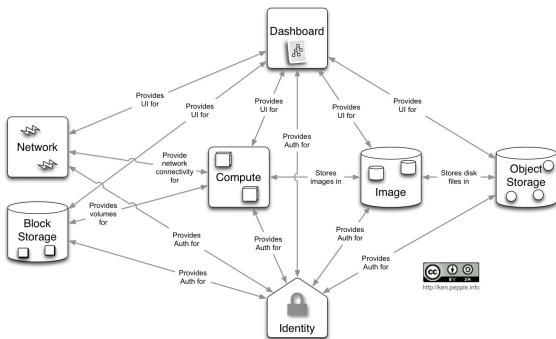 Dashboard
Provides
UI for
Provides
UI for
Provides
UI for
Provides
UI for
Provides
UI for
Provides
Auth for
Network
Provide
network
connectivity
for
Compute
Stores
images in
Image
Stores disk
files in
Object
Storage
Block
Storage
Provides
volumes
for
Provides
Auth for
Provides
Auth for
Provides
Auth for
Provides
Auth for
Provides
Auth for
Identity
cc
BY SA
http://ken.pepple.info